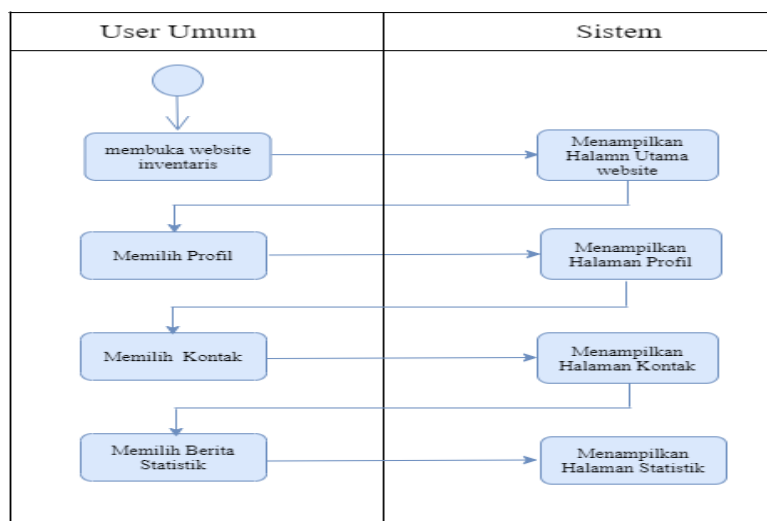 User Umum
Sistem
membuka website
inventaris
Menampilkan
Halamn Utama
website
Memilih Profil
Menampilkan
Halaman Profil
Memilih Kontak
Menampilkan
Halaman Kontak
Memilih Berita
Statistik
Menampilkan
Halaman Statistik